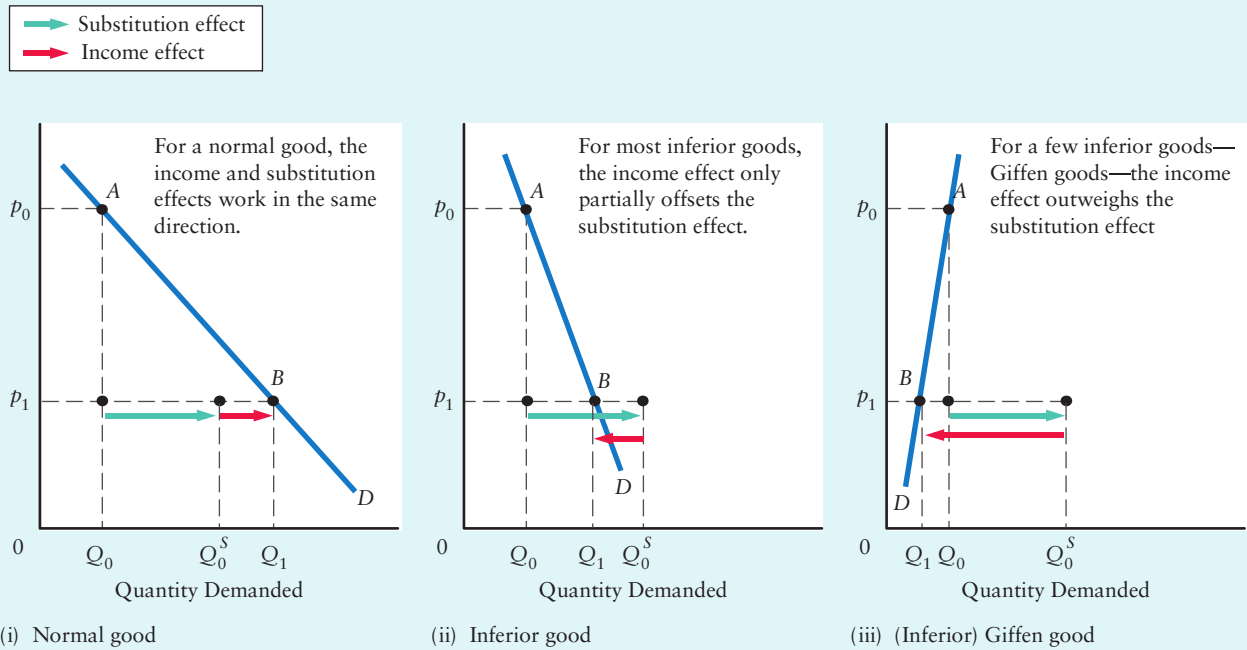 Substitution effect
Income effect
For a normal good, the
income and substitution
effects work in the same
direction.
A
p0
B
p1
D
0
Q0
Q0^S
Q1
Quantity Demanded
(i) Normal good
For most inferior goods,
the income effect only
partially offsets the
substitution effect.
A
p0
B
p1
D
0
Q0
Q1
Q0^S
Quantity Demanded
(ii) Inferior good
For a few inferior goods—
Giffen goods—the income
effect outweighs the
substitution effect
A
p0
B
p1
D
0
Q1
Q0
Q0^S
Quantity Demanded
(iii) (Inferior) Giffen good